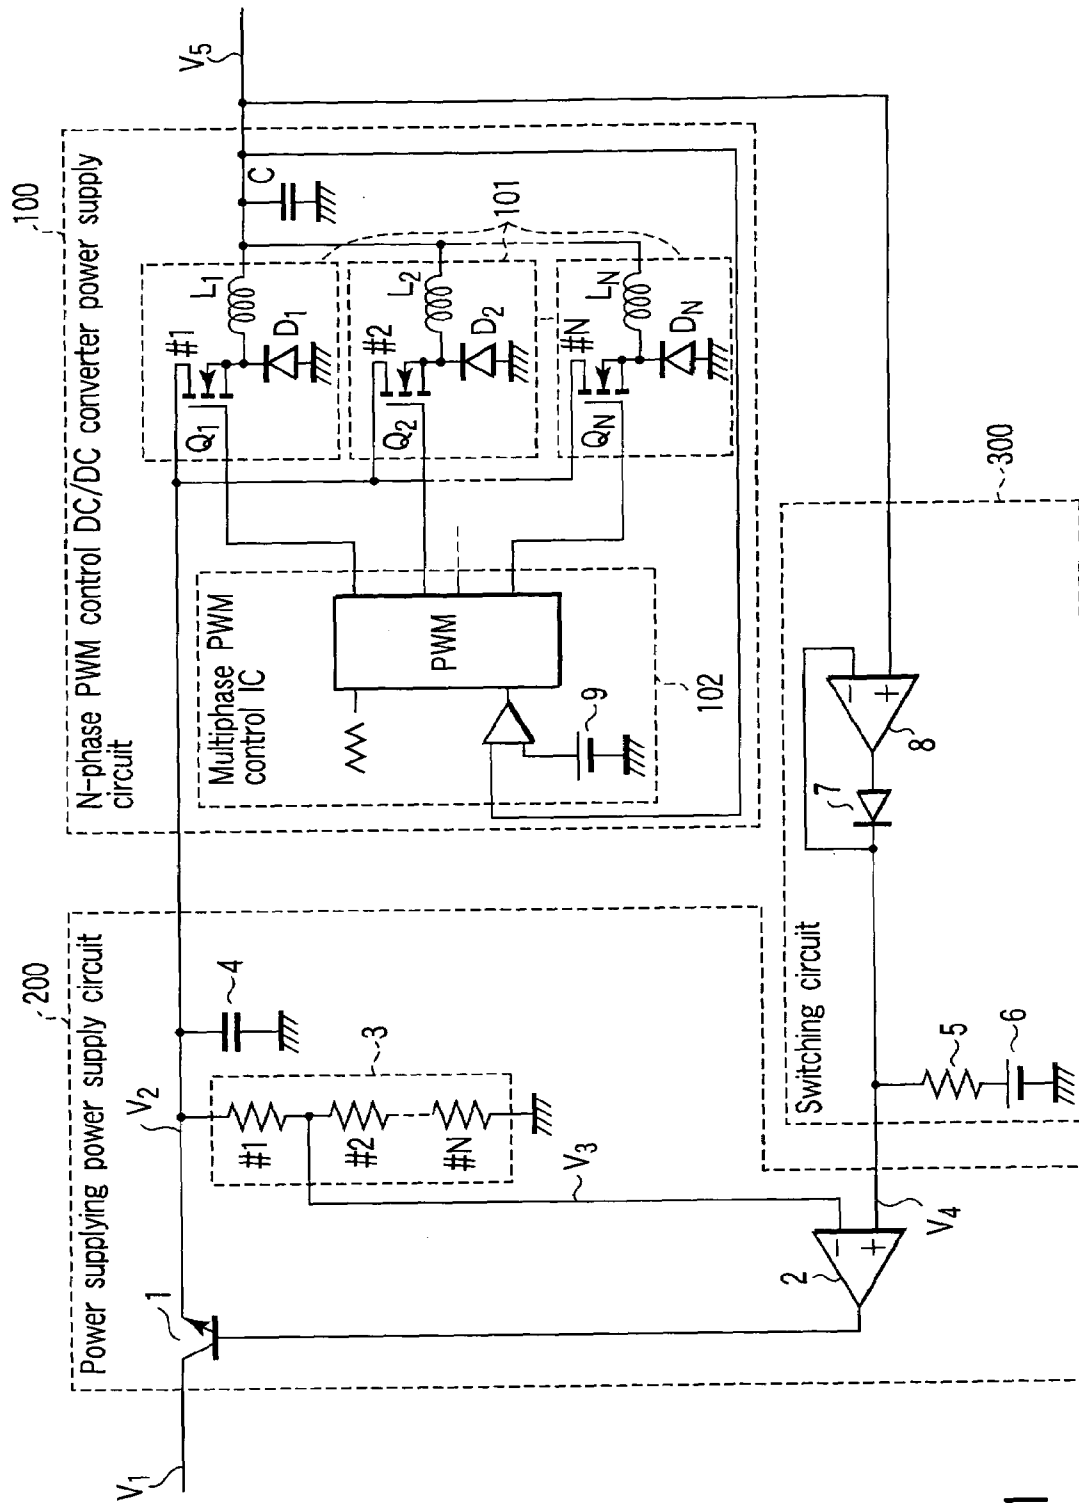 100
N-phase PWM control DC/DC converter power supply
circuit
200
Power supplying power supply circuit
V1
1
V2
4
3
#1
#2
#N
V3
2
−
+
V4
Multiphase PWM
control IC
PWM
9
102
#1
Q1
L1
D1
#2
Q2
L2
D2
#N
QN
LN
DN
101
C
V5
300
Switching circuit
5
6
7
8
−
+